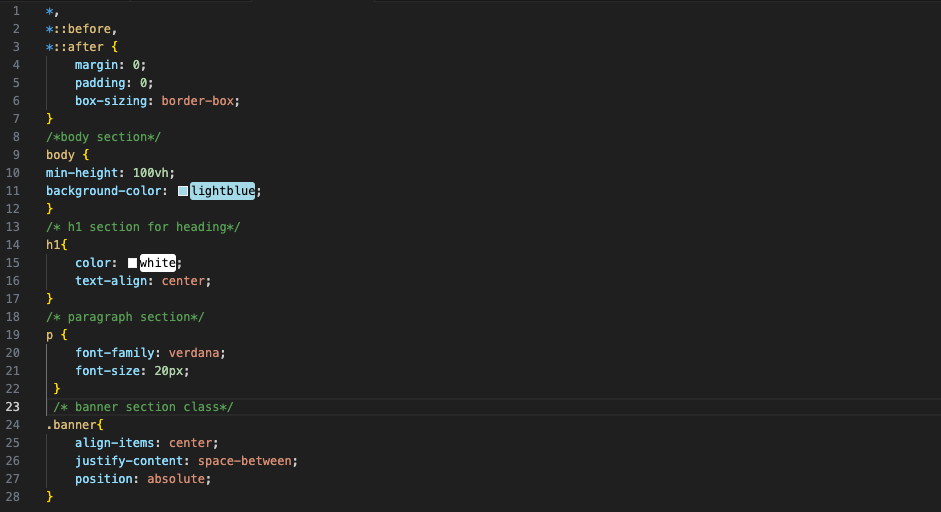 1 *,
2 *::before,
3 *::after {
4     margin: 0;
5     padding: 0;
6     box-sizing: border-box;
7 }
8 /*body section*/
9 body {
10 min-height: 100vh;
11 background-color: lightblue;
12 }
13 /* h1 section for heading*/
14 h1{
15     color: white;
16     text-align: center;
17 }
18 /* paragraph section*/
19 p {
20     font-family: verdana;
21     font-size: 20px;
22  }
23  /* banner section class*/
24 .banner{
25     align-items: center;
26     justify-content: space-between;
27     position: absolute;
28 }